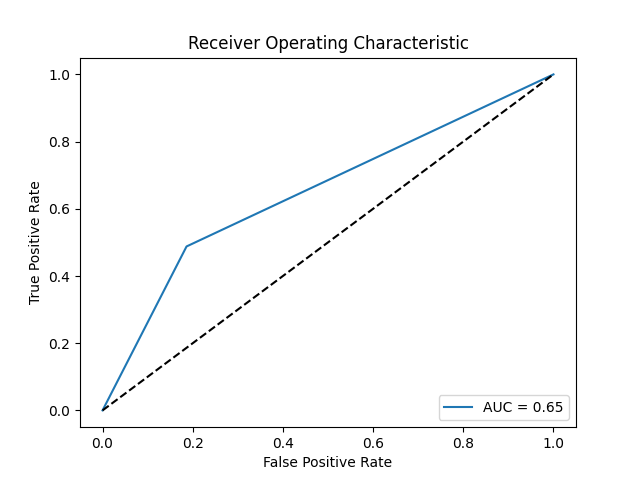 Receiver Operating Characteristic
1.0
0.8
0.6
0.4
0.2
0.0
True Positive Rate
AUC = 0.65
0.0 0.2 0.4 0.6 0.8 1.0
False Positive Rate